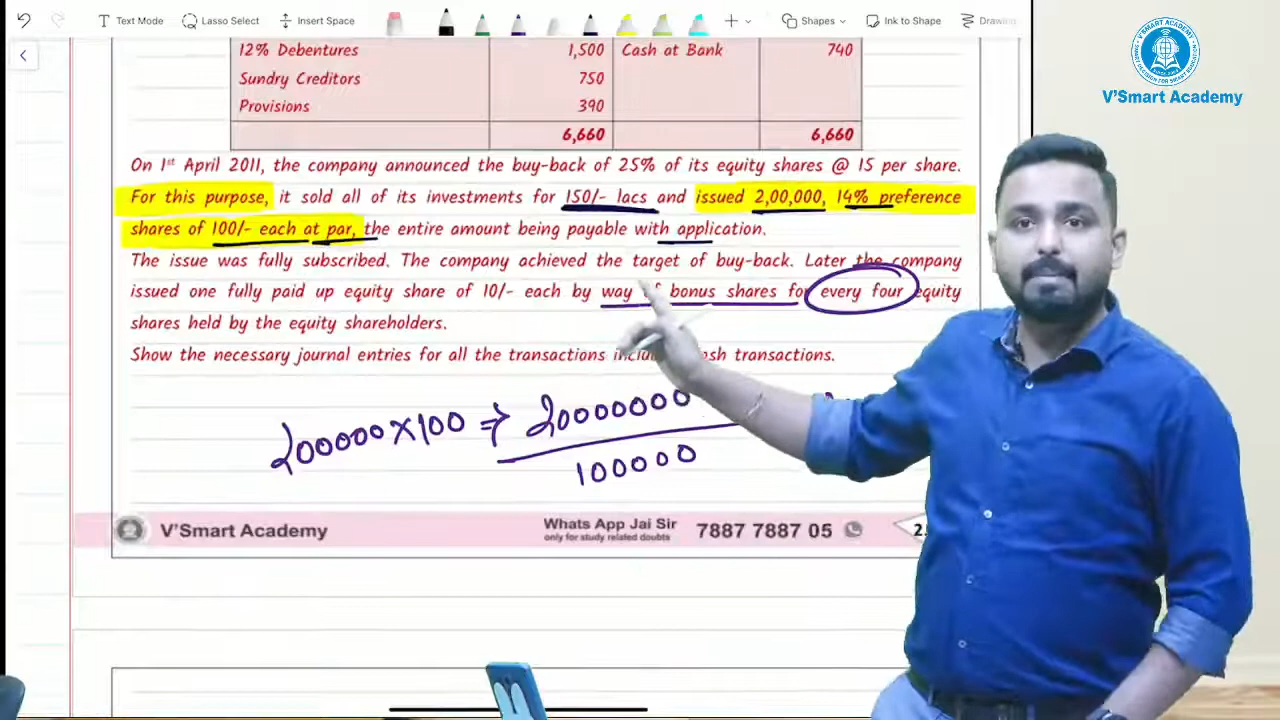 Text Mode Lasso Select Insert Space Shapes Ink to Shape Drawing
V'Smart Academy
12% Debentures 1,500 Cash at Bank 740
Sundry Creditors 750
Provisions 390
6,660 6,660
On 1st April 2011, the company announced the buy-back of 25% of its equity shares @ 15 per share.
For this purpose, it sold all of its investments for 150/- lacs and issued 2,00,000, 14% preference
shares of 100/- each at par, the entire amount being payable with application.
The issue was fully subscribed. The company achieved the target of buy-back. Later the company
issued one fully paid up equity share of 10/- each by way of bonus shares for every four equity
shares held by the equity shareholders.
Show the necessary journal entries for all the transactions transactions.
200000 x 100 ⇒ 20000000
100000
V'Smart Academy Whats App Jai Sir 7887 7887 05
only for study related doubts